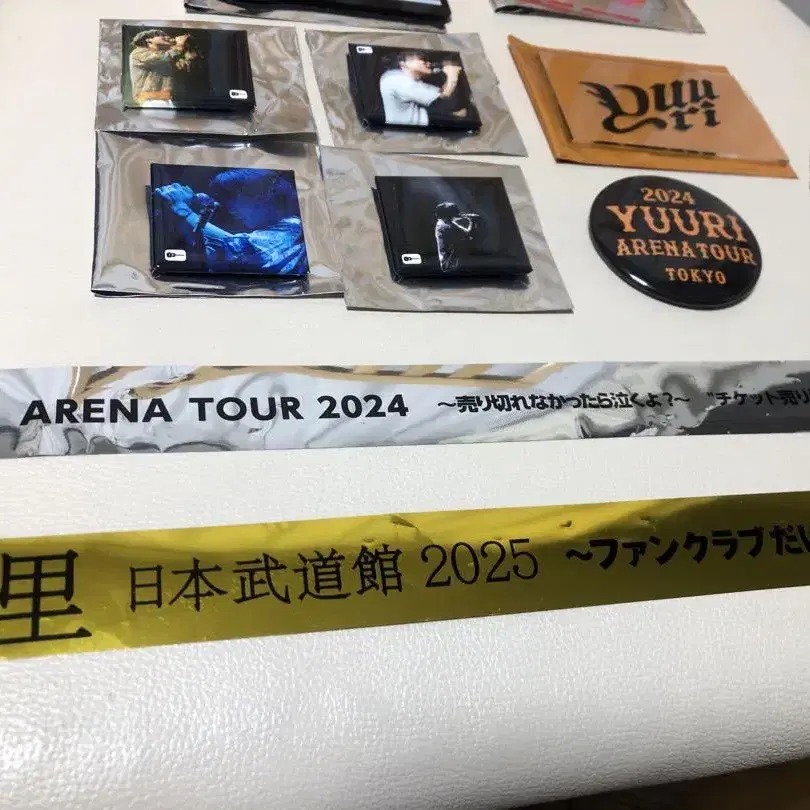 Yuu
ri
2024
YUURI
ARENA TOUR
TOKYO
ARENA TOUR 2024 〜売り切れなかったら泣くよ?〜 "チケット売り
里 日本武道館 2025 〜ファンクラブだし